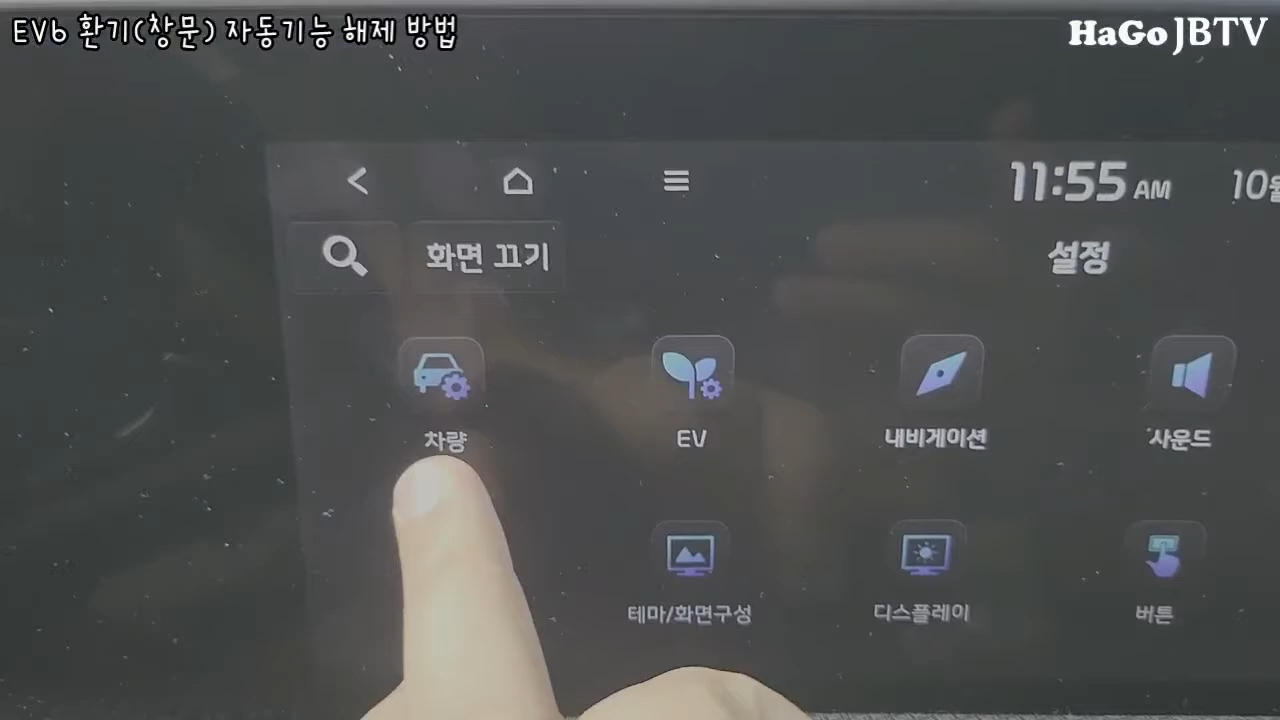 EV6 환기(창문) 자동기능 해제 방법
HaGo JBTV
11:55 AM
화면 끄기
설정
차량
EV
내비게이션
사운드
테마/화면구성
디스플레이
버튼